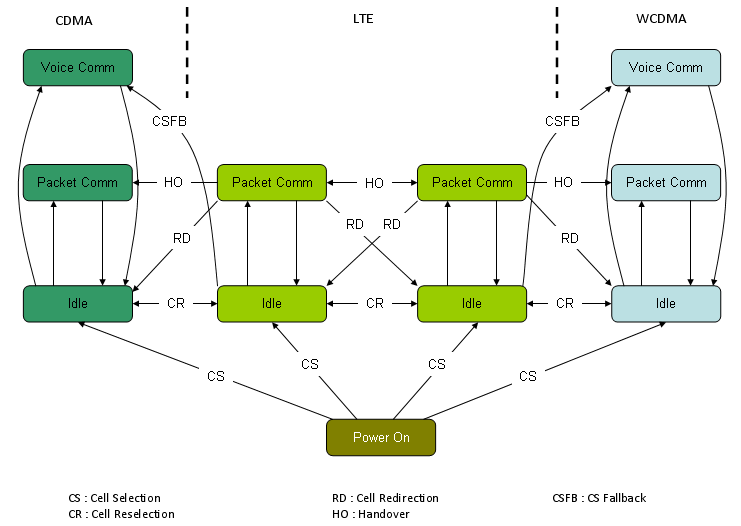 CDMA
LTE
WCDMA
Voice Comm
Voice Comm
CSFB
CSFB
Packet Comm
HO
Packet Comm
HO
Packet Comm
HO
Packet Comm
RD
RD
RD
RD
Idle
CR
Idle
CR
Idle
CR
Idle
CS
CS
CS
CS
Power On
CS : Cell Selection
RD : Cell Redirection
CSFB : CS Fallback
CR : Cell Reselection
HO : Handover